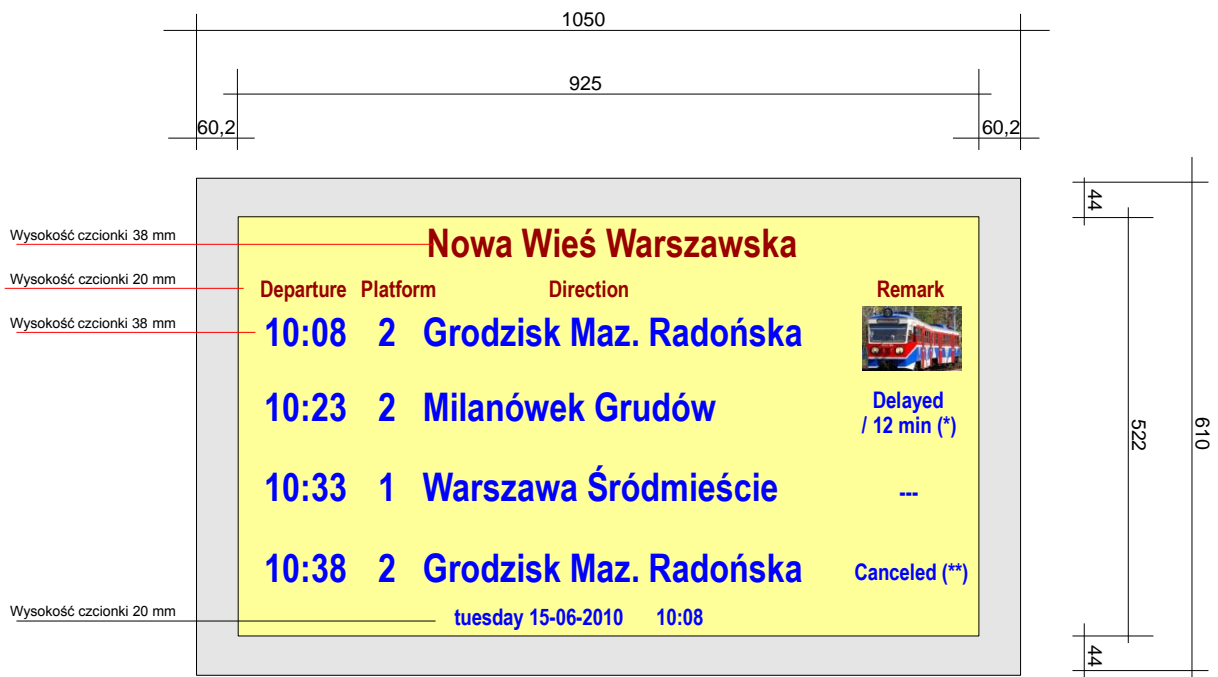 1050
925
60,2
60,2
44
Wysokość czcionki 38 mm
Nowa Wieś Warszawska
Wysokość czcionki 20 mm
Departure Platform Direction Remark
Wysokość czcionki 38 mm
10:08 2 Grodzisk Maz. Radońska
10:23 2 Milanówek Grudów Delayed
/ 12 min (*)
522
610
10:33 1 Warszawa Śródmieście ---
10:38 2 Grodzisk Maz. Radońska Canceled (**)
Wysokość czcionki 20 mm
tuesday 15-06-2010 10:08
44